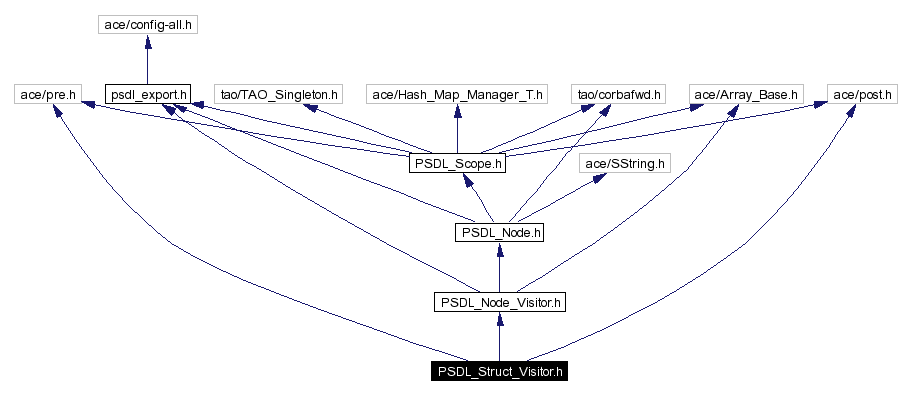 ace/config-all.h
ace/pre.h
psdl_export.h
tao/TAO_Singleton.h
ace/Hash_Map_Manager_T.h
tao/corbafwd.h
ace/Array_Base.h
ace/post.h
PSDL_Scope.h
ace/SString.h
PSDL_Node.h
PSDL_Node_Visitor.h
PSDL_Struct_Visitor.h